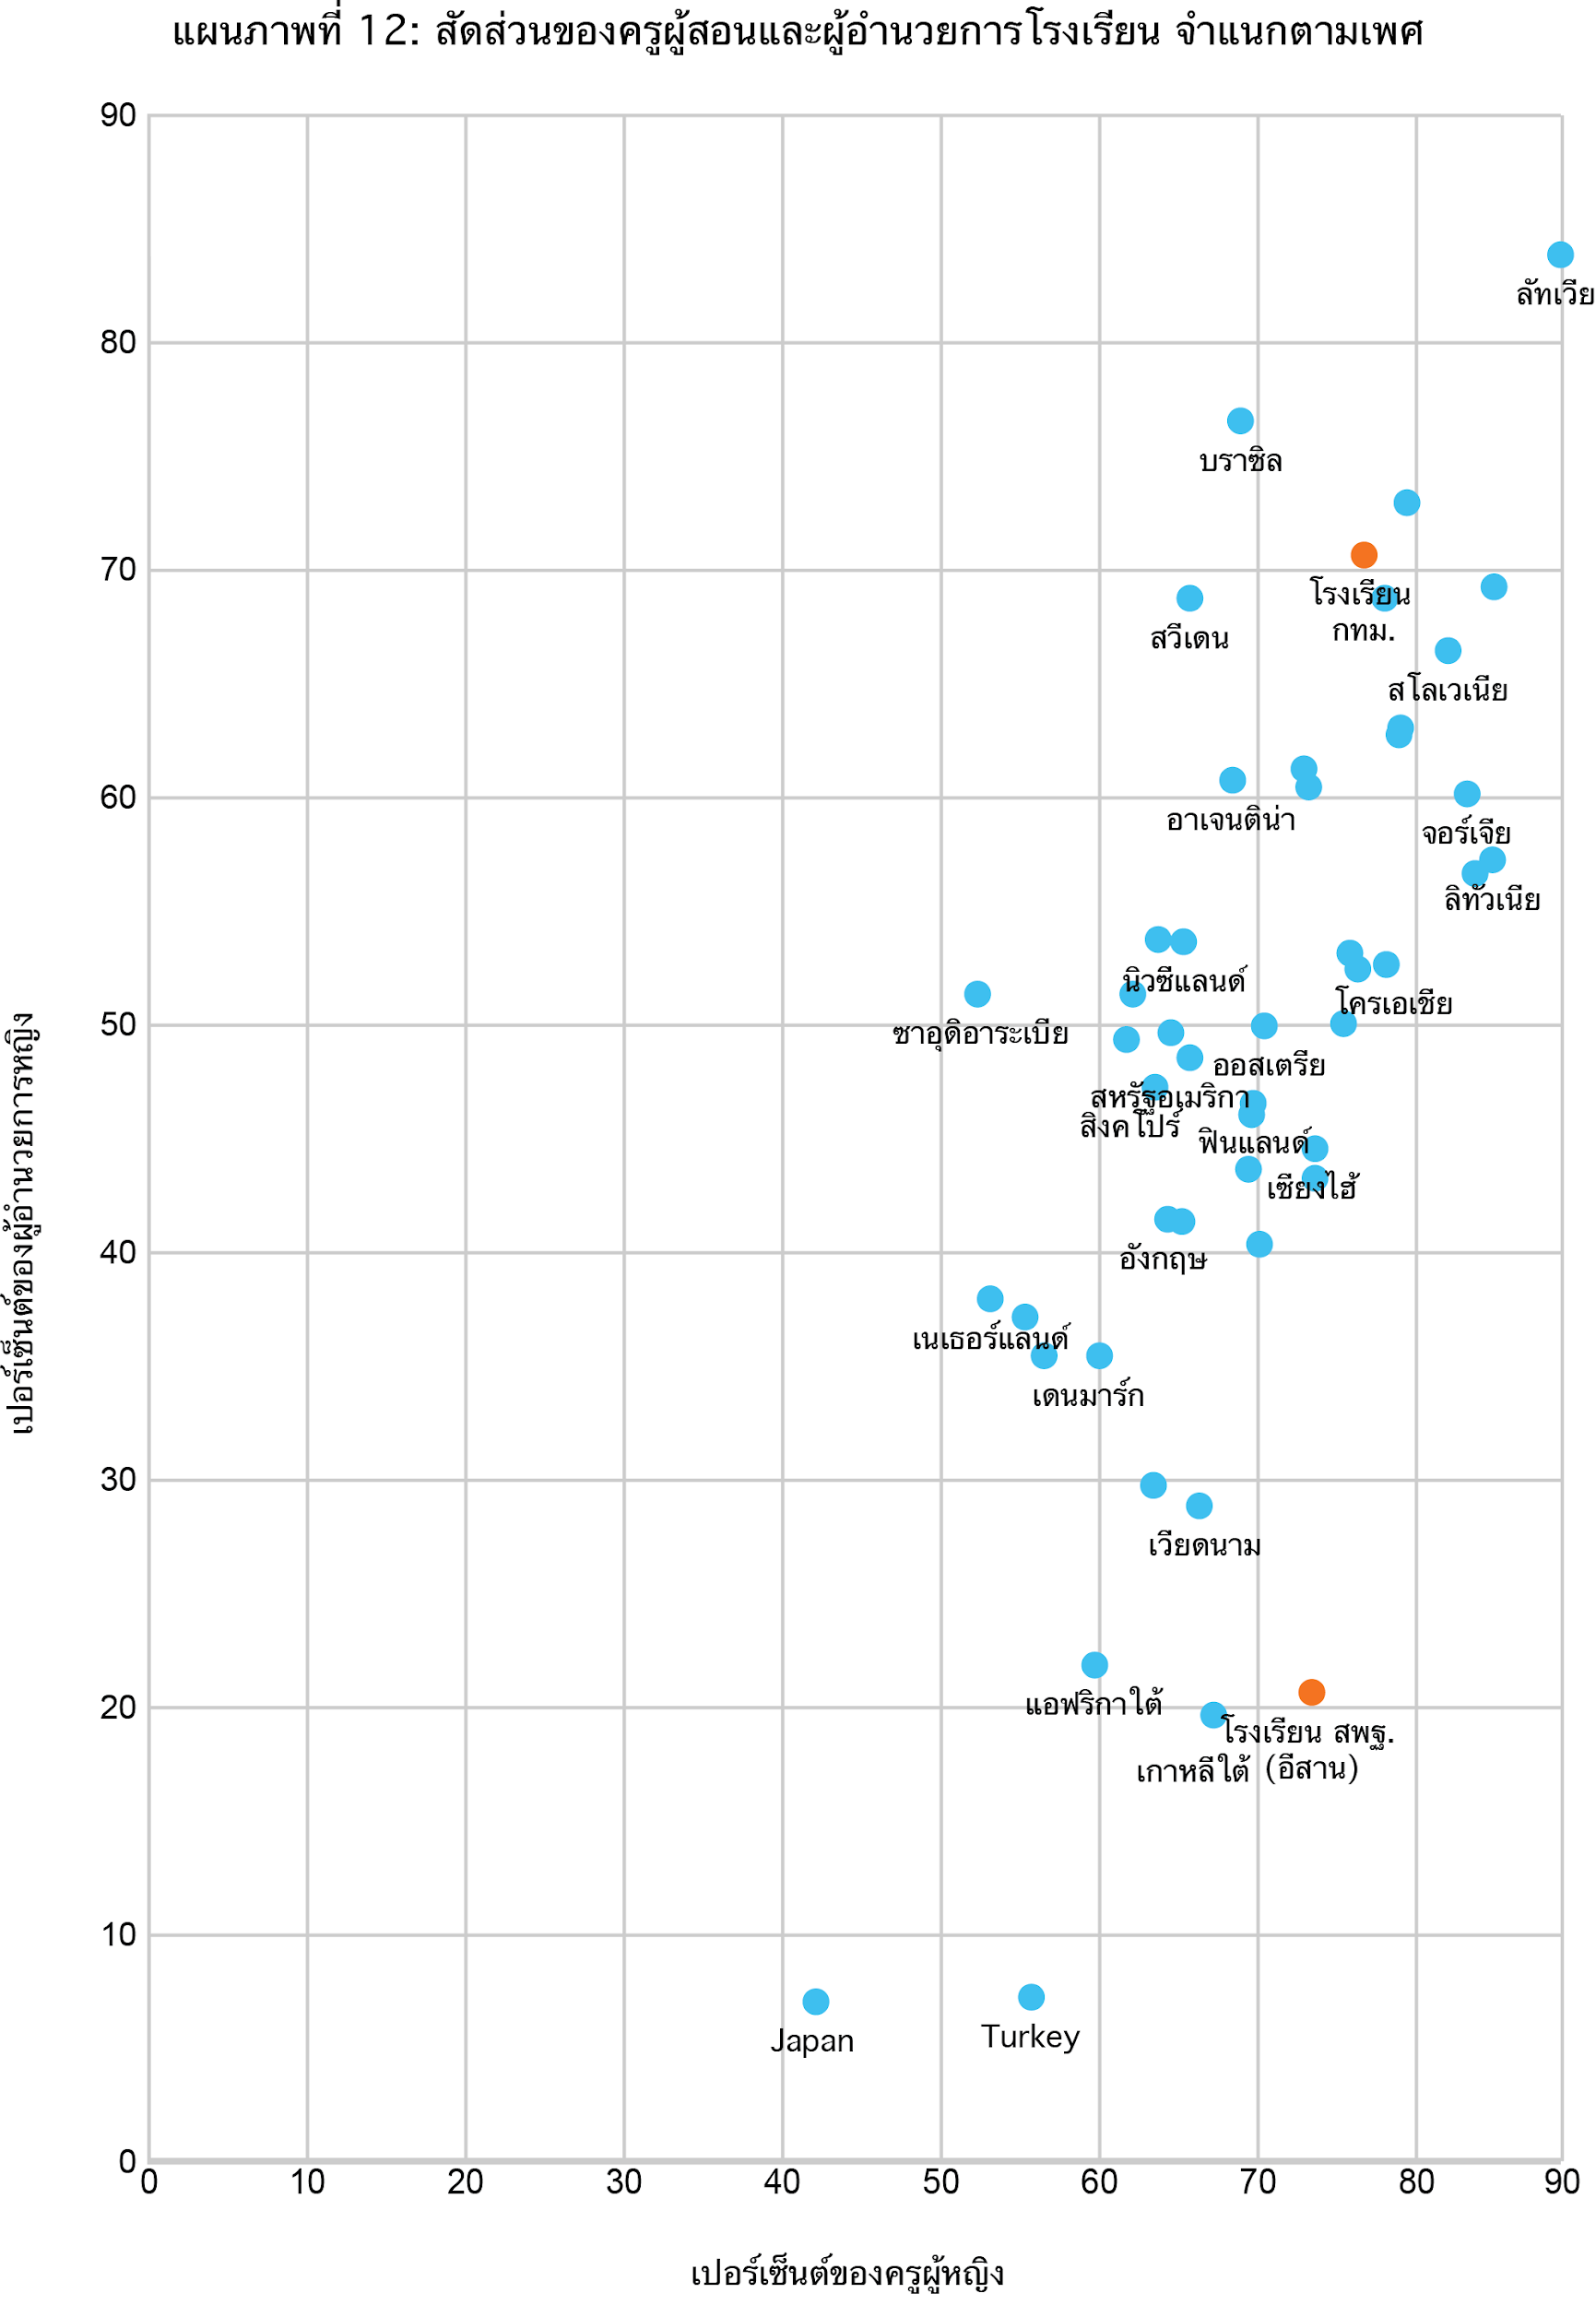 แผนภาพที่ 12: สัดส่วนของครูผู้สอนและผู้อำนวยการโรงเรียน จำแนกตามเพศ
90
ลัทเวีย
80
บราซิล
70
โรงเรียน
กทม.
สวีเดน
สโลเวเนีย
60
อาเจนติน่า
จอร์เจีย
ลิทัวเนีย
นิวซีแลนด์
โครเอเชีย
50
ซาอุดิอาระเบีย
ออสเตรีย
สหรัฐอเมริกา
สิงคโปร์
ฟินแลนด์
เซียงไฮ้
40
อังกฤษ
เนเธอร์แลนด์
เดนมาร์ก
30
เวียดนาม
20
แอฟริกาใต้
โรงเรียน สพฐ.
เกาหลีใต้ (อีสาน)
10
Japan
Turkey
0
0 10 20 30 40 50 60 70 80 90
เปอร์เซ็นต์ของผู้อำนวยการหญิง
เปอร์เซ็นต์ของครูผู้หญิง